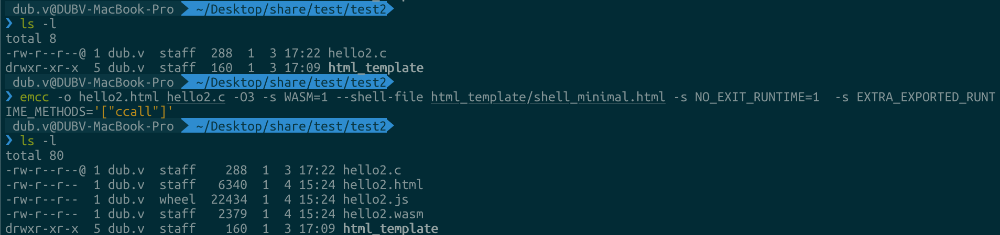 dub.v@DUBV-MacBook-Pro ~/Desktop/share/test/test2
❯ ls -l
total 8
-rw-r--r--@ 1 dub.v  staff  288  1  3 17:22 hello2.c
drwxr-xr-x  5 dub.v  staff  160  1  3 17:09 html_template
dub.v@DUBV-MacBook-Pro ~/Desktop/share/test/test2
❯ emcc -o hello2.html hello2.c -O3 -s WASM=1 --shell-file html_template/shell_minimal.html -s NO_EXIT_RUNTIME=1  -s EXTRA_EXPORTED_RUNT
IME_METHODS='["ccall"]'
dub.v@DUBV-MacBook-Pro ~/Desktop/share/test/test2
❯ ls -l
total 80
-rw-r--r--@ 1 dub.v  staff    288  1  3 17:22 hello2.c
-rw-r--r--  1 dub.v  staff   6340  1  4 15:24 hello2.html
-rw-r--r--  1 dub.v  wheel  22434  1  4 15:24 hello2.js
-rw-r--r--  1 dub.v  staff   2379  1  4 15:24 hello2.wasm
drwxr-xr-x  5 dub.v  staff    160  1  3 17:09 html_template